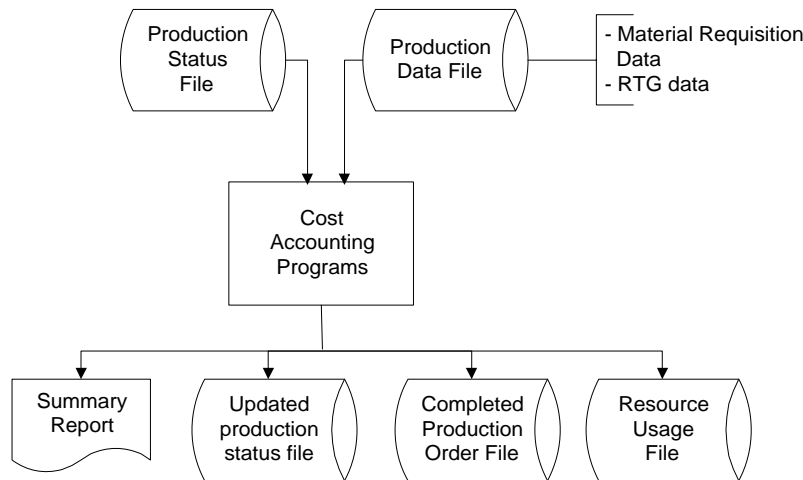 Production
Status
File
Production
Data File
- Material Requisition
Data
- RTG data
Cost
Accounting
Programs
Summary
Report
Updated
production
status file
Completed
Production
Order File
Resource
Usage
File